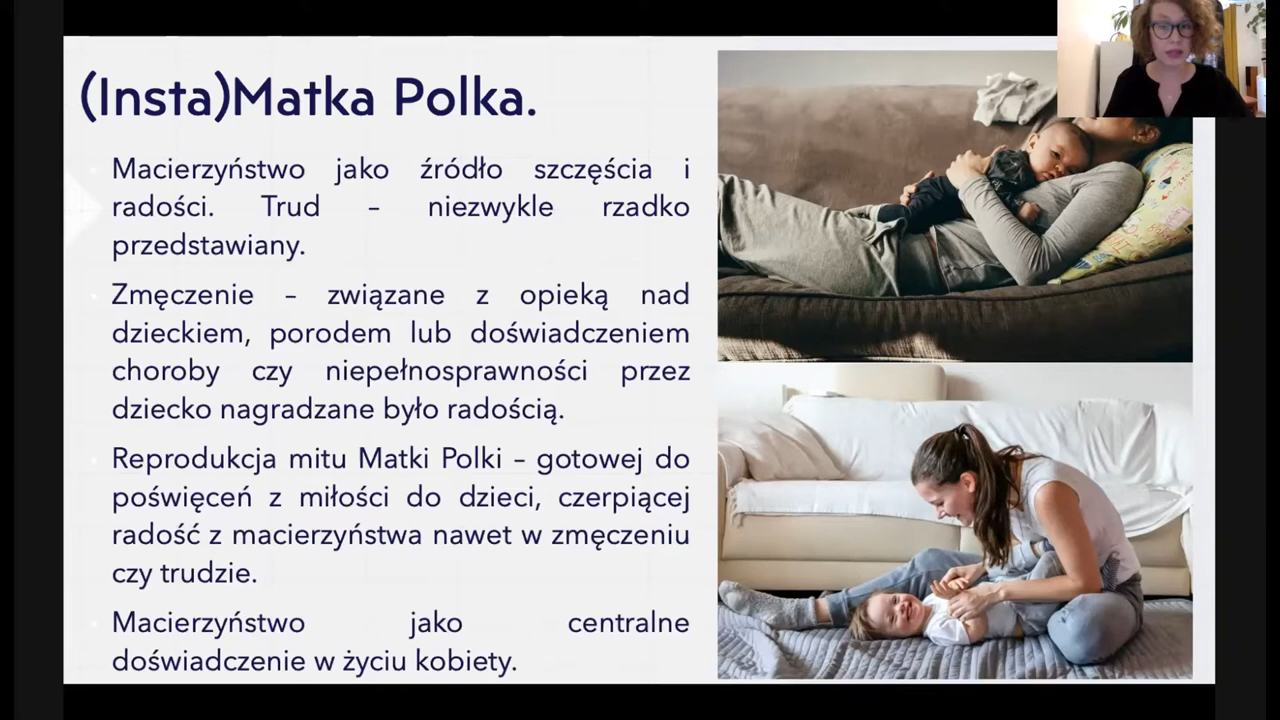 (Insta)Matka Polka.
Macierzyństwo jako źródło szczęścia i
radości. Trud – niezwykle rzadko
przedstawiany.
Zmęczenie – związane z opieką nad
dzieckiem, porodem lub doświadczeniem
choroby czy niepełnosprawności przez
dziecko nagradzane było radością.
Reprodukcja mitu Matki Polki – gotowej do
poświęceń z miłości do dzieci, czerpiącej
radość z macierzyństwa nawet w zmęczeniu
czy trudzie.
Macierzyństwo jako centralne
doświadczenie w życiu kobiety.